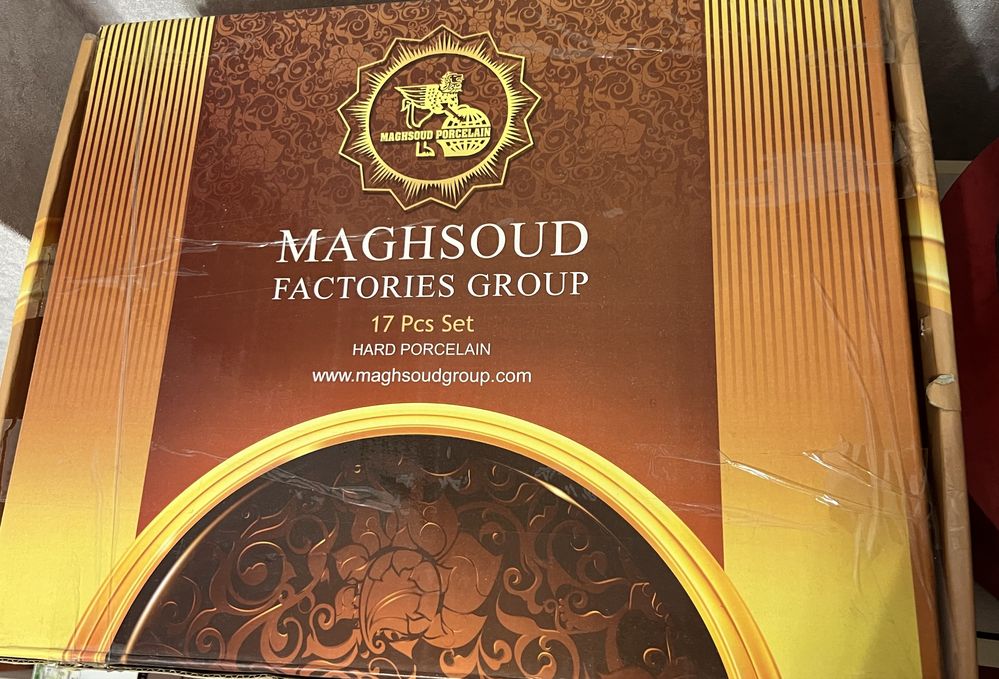 MAGHSOUD PORCELAIN
MAGHSOUD
FACTORIES GROUP
17 Pcs Set
HARD PORCELAIN
www.maghsoudgroup.com